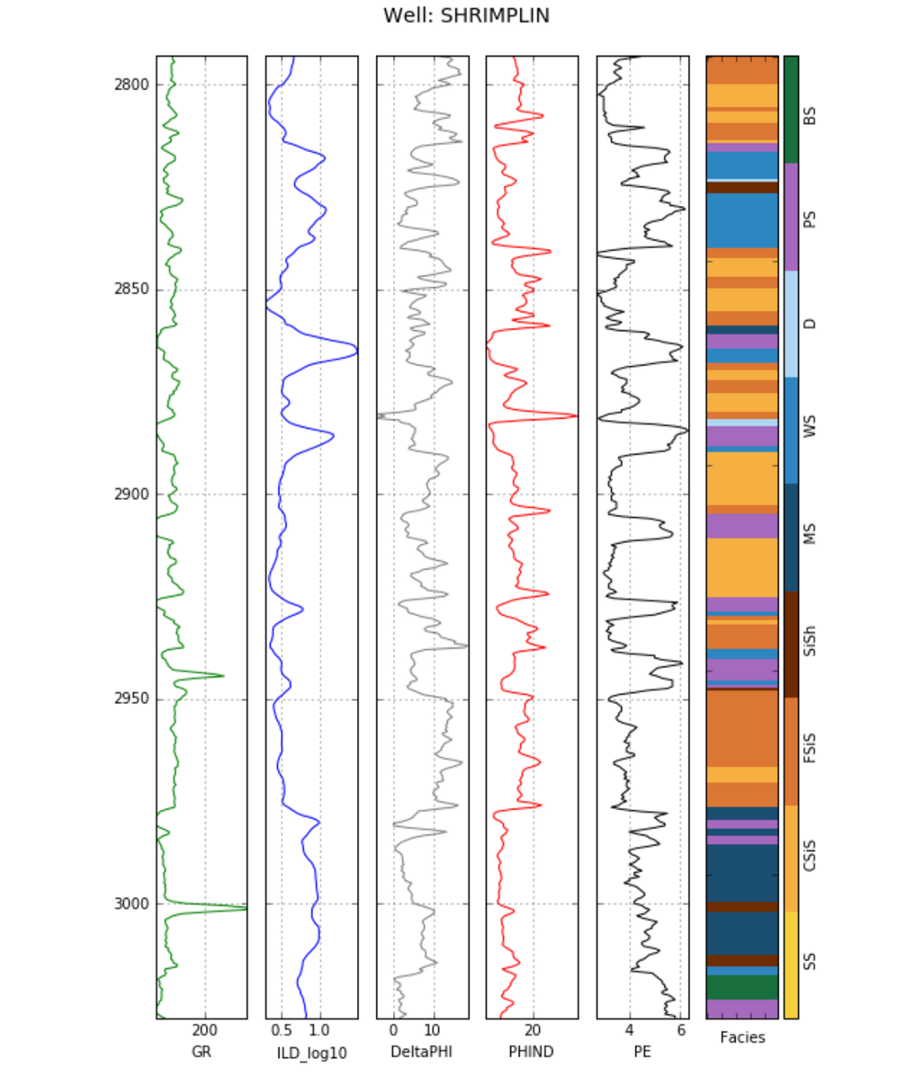 Well: SHRIMPLIN
2800
2850
2900
2950
3000
200
0.5 1.0
0 10
20
4 6
GR
ILD_log10
DeltaPHI
PHIND
PE
Facies
BS
PS
D
WS
MS
SiSh
FSiS
CSiS
SS